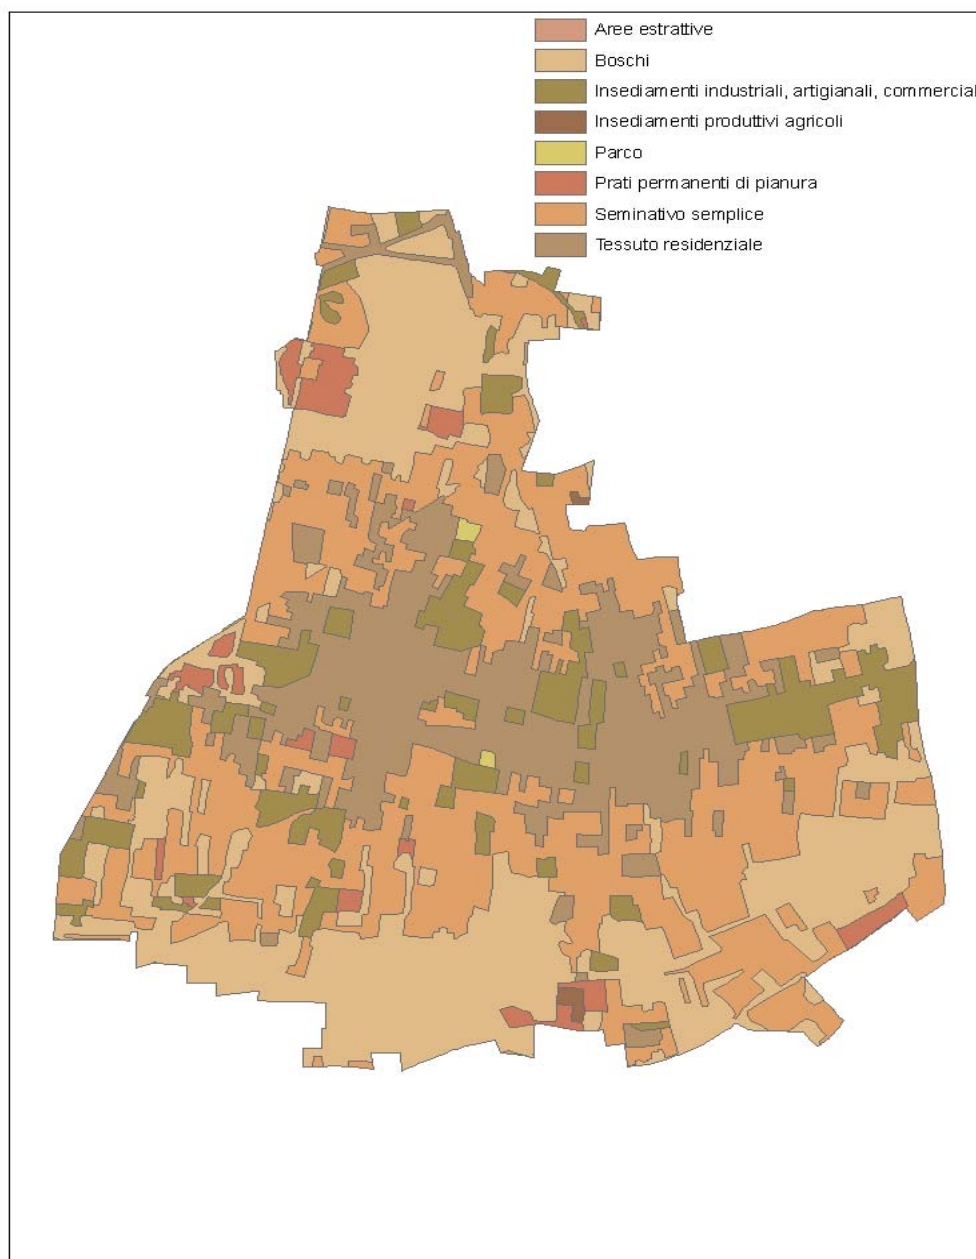 Aree estrattive
Boschi
Insediamenti industriali, artigianali, commercial
Insediamenti produttivi agricoli
Parco
Prati permanenti di pianura
Seminativo semplice
Tessuto residenziale